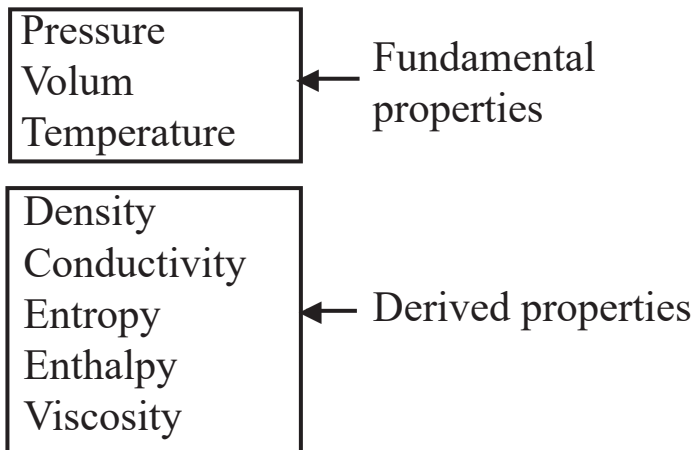 Pressure
Volum
Temperature
Fundamental
properties
Density
Conductivity
Entropy
Enthalpy
Viscosity
Derived properties